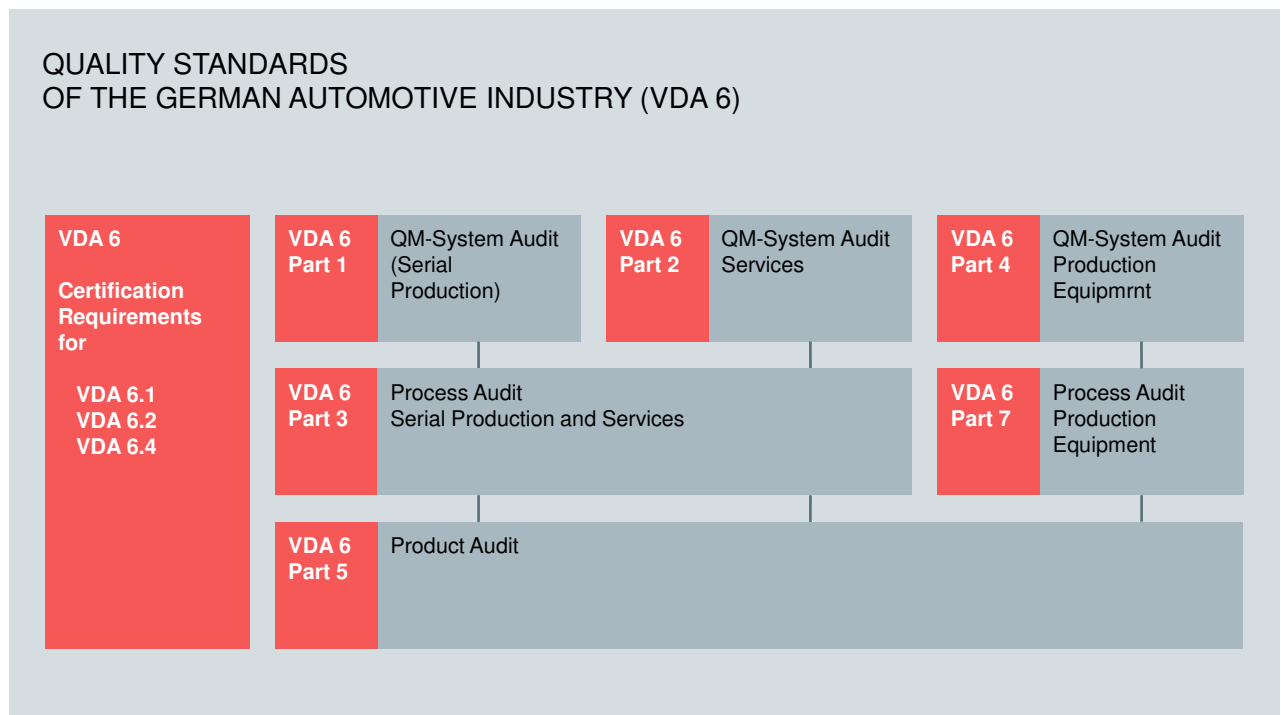 QUALITY STANDARDS
OF THE GERMAN AUTOMOTIVE INDUSTRY (VDA 6)
VDA 6
Certification
Requirements
for
VDA 6.1
VDA 6.2
VDA 6.4
VDA 6
Part 1
QM-System Audit
(Serial
Production)
VDA 6
Part 2
QM-System Audit
Services
VDA 6
Part 4
QM-System Audit
Production
Equipmrnt
VDA 6
Part 3
Process Audit
Serial Production and Services
VDA 6
Part 7
Process Audit
Production
Equipment
VDA 6
Part 5
Product Audit